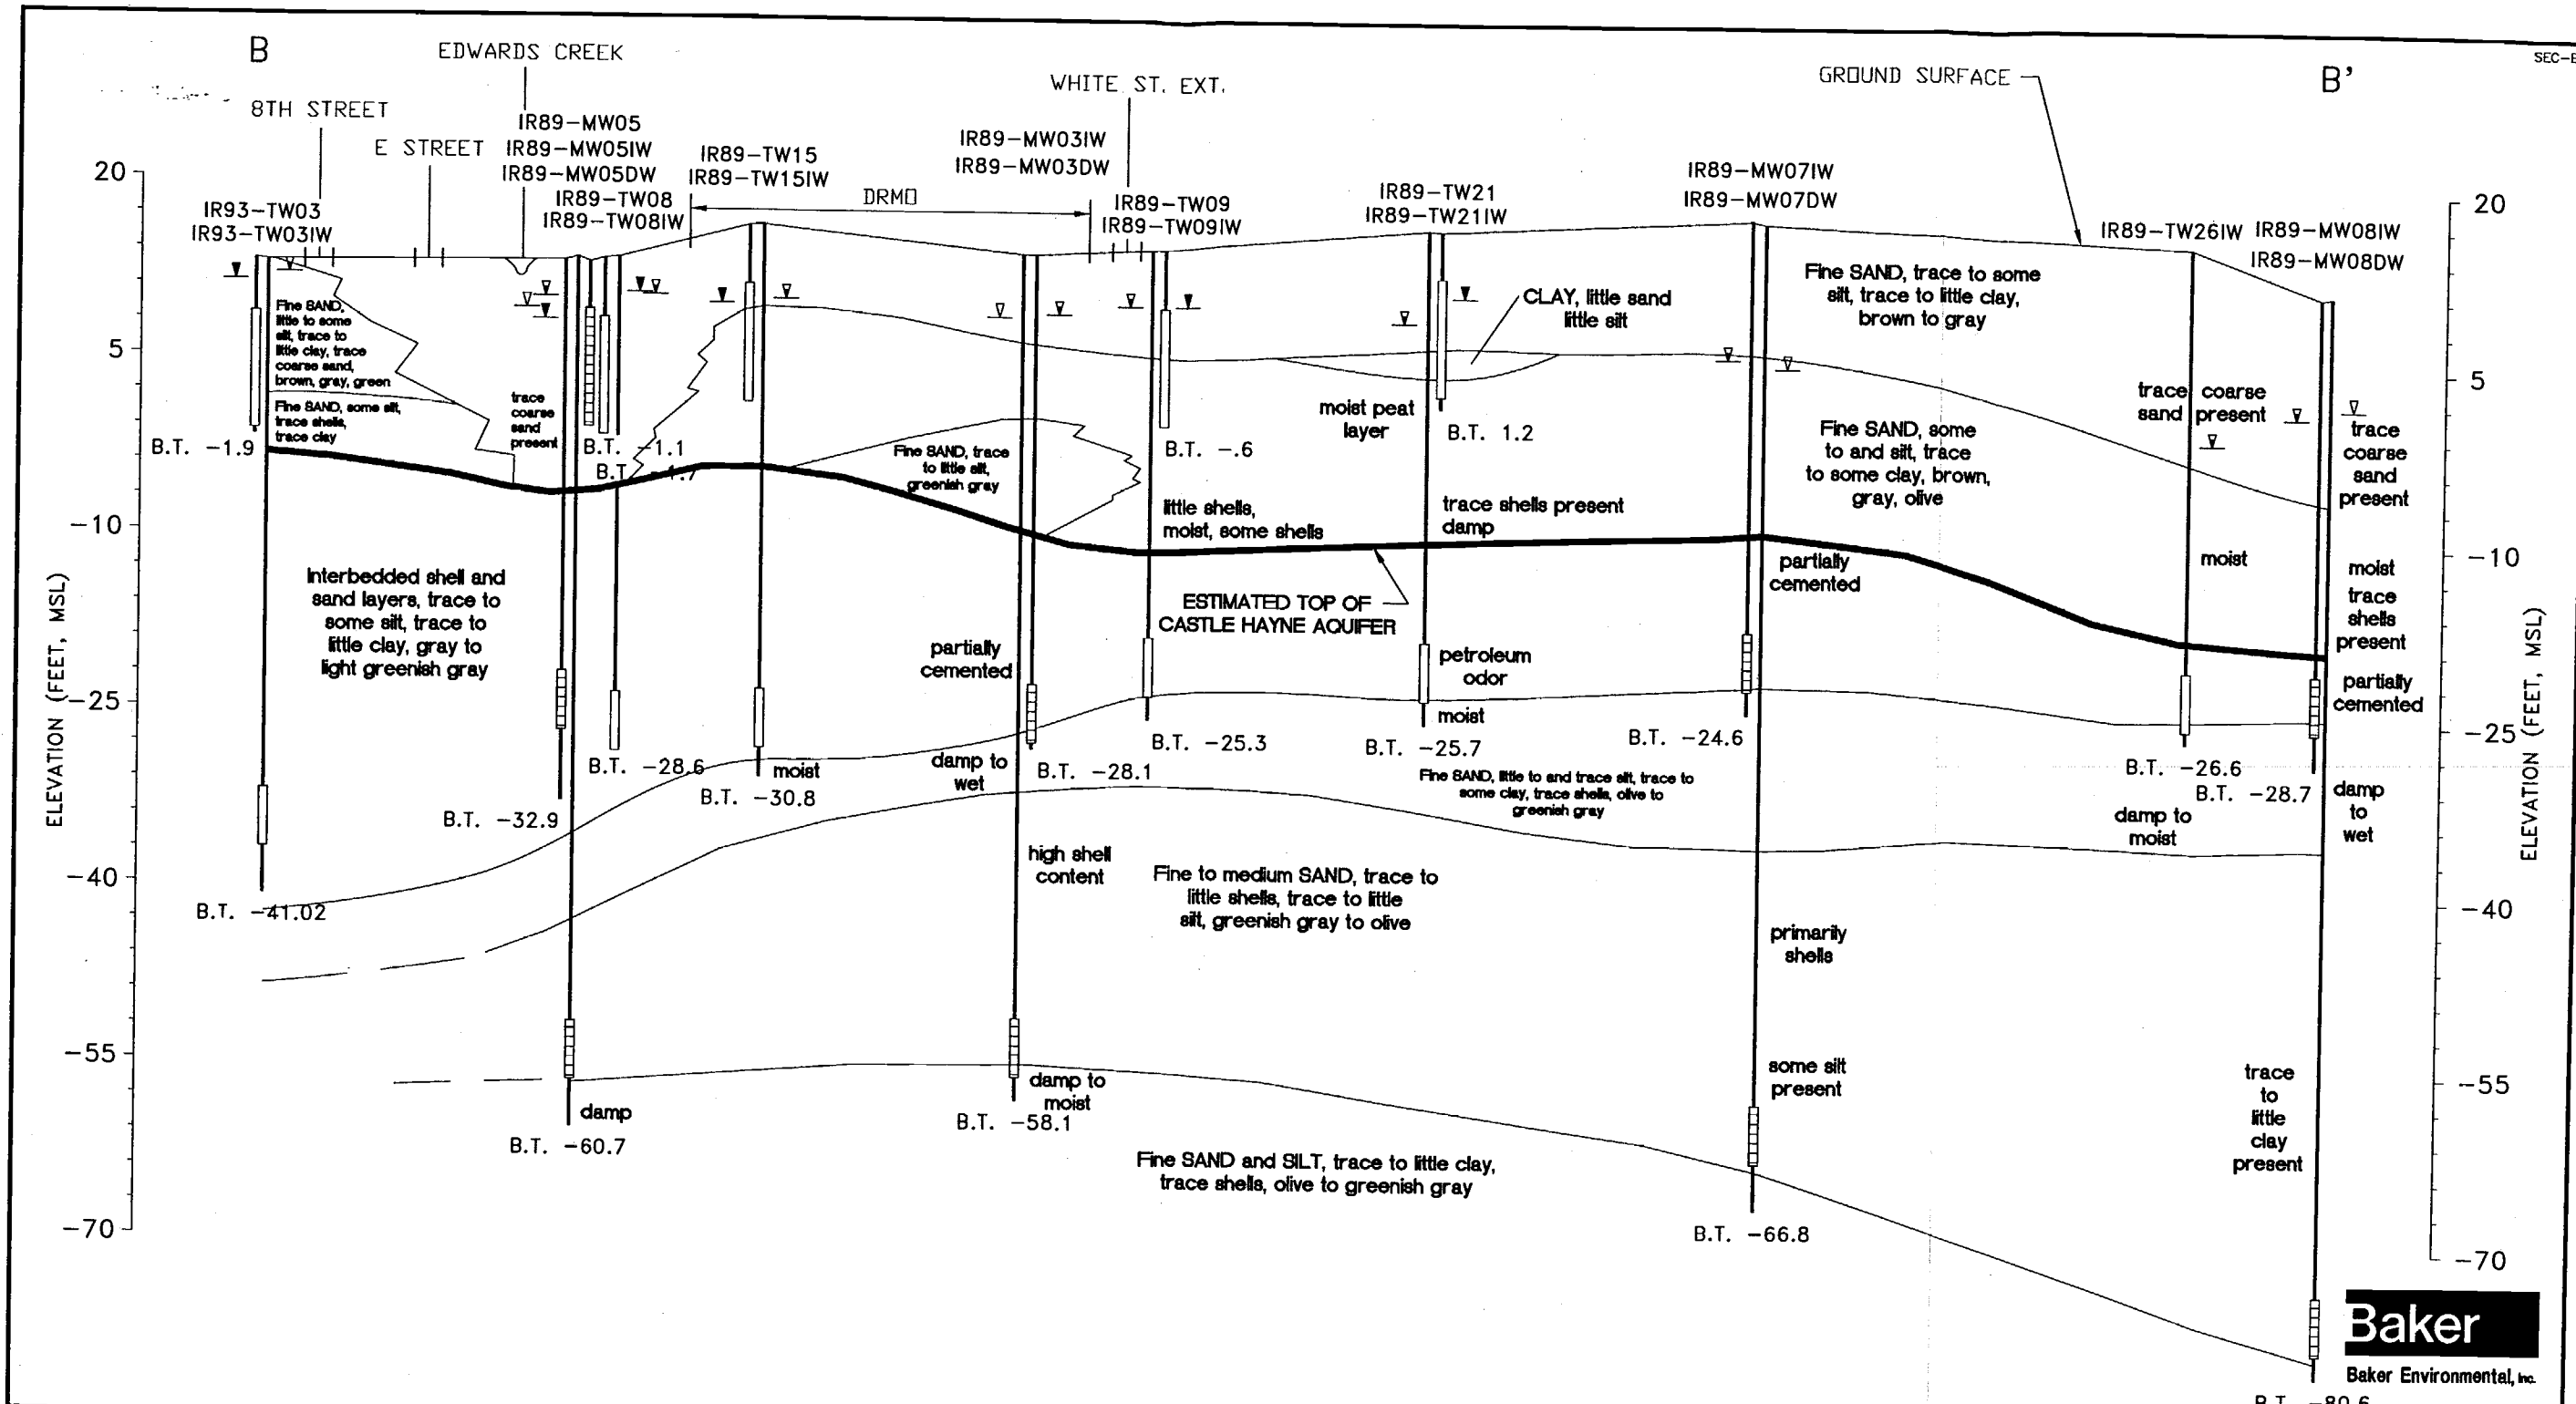 SEC-B
B
EDWARDS CREEK
WHITE ST. EXT.
GROUND SURFACE
B'
8TH STREET
E STREET
IR89-MW05
IR89-MW05IW
IR89-MW05DW
IR89-TW08
IR89-TW08IW
IR89-TW15
IR89-TW15IW
DRMO
IR89-MW03IW
IR89-MW03DW
IR89-TW09
IR89-TW09IW
IR89-TW21
IR89-TW21IW
IR89-MW07IW
IR89-MW07DW
IR89-TW26IW
IR89-MW08IW
IR89-MW08DW
IR93-TW03
IR93-TW03IW
20
5
-10
-25
-40
-55
-70
ELEVATION (FEET, MSL)
Fine SAND,
little to some
silt, trace to
little clay, trace
coarse sand,
brown, gray, green
Fine SAND, some silt,
trace shells,
trace clay
B.T. -1.9
trace
coarse
sand
present
B.T. -1.1
B.T. -1.7
Fine SAND, trace
to little silt,
greenish gray
B.T. -.6
little shells,
moist, some shells
CLAY, little sand
little silt
moist peat
layer
B.T. 1.2
trace shells present
damp
Fine SAND, trace to some
silt, trace to little clay,
brown to gray
Fine SAND, some
to and silt, trace
to some clay, brown,
gray, olive
trace coarse
sand present
trace
coarse
sand
present
moist
moist
trace
shells
present
partially
cemented
ESTIMATED TOP OF
CASTLE HAYNE AQUIFER
partially
cemented
Interbedded shell and
sand layers, trace to
some silt, trace to
little clay, gray to
light greenish gray
partially
cemented
petroleum
odor
moist
B.T. -28.6
B.T. -32.9
moist
B.T. -30.8
damp to
wet
B.T. -28.1
B.T. -25.3
B.T. -25.7
B.T. -24.6
Fine SAND, little to and trace silt, trace to
some clay, trace shells, olive to
greenish gray
B.T. -26.6
B.T. -28.7
damp to
moist
damp
to
wet
B.T. -41.02
high shell
content
Fine to medium SAND, trace to
little shells, trace to little
silt, greenish gray to olive
primarily
shells
some silt
present
trace
to
little
clay
present
damp
B.T. -60.7
damp to
moist
B.T. -58.1
Fine SAND and SILT, trace to little clay,
trace shells, olive to greenish gray
B.T. -66.8
20
5
-10
-25
-40
-55
-70
ELEVATION (FEET, MSL)
Baker
Baker Environmental, Inc.
B.T. -80.6